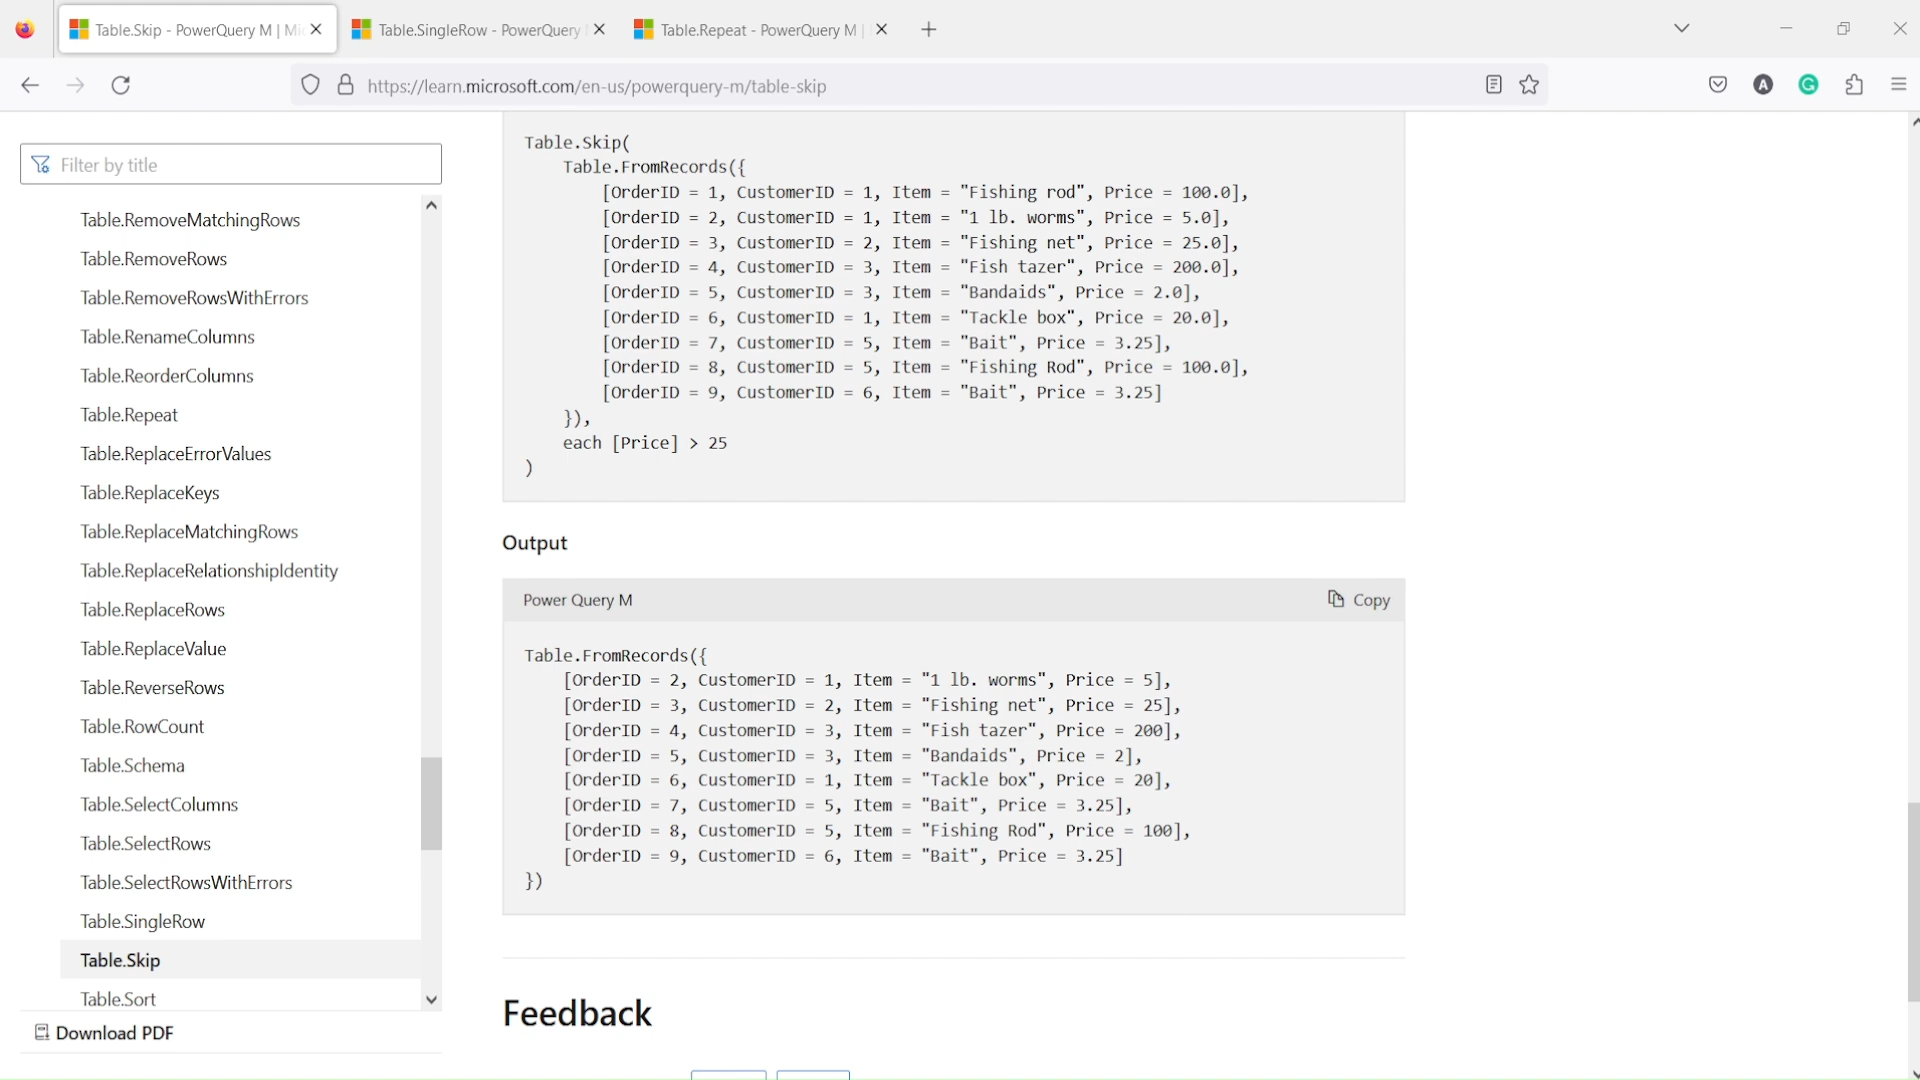 Table.Skip - PowerQuery M | Mi
Table.SingleRow - PowerQuery
Table.Repeat - PowerQuery M |
https://learn.microsoft.com/en-us/powerquery-m/table-skip
A
G
Filter by title
Table.RemoveMatchingRows
Table.RemoveRows
Table.RemoveRowsWithErrors
Table.RenameColumns
Table.ReorderColumns
Table.Repeat
Table.ReplaceErrorValues
Table.ReplaceKeys
Table.ReplaceMatchingRows
Table.ReplaceRelationshipIdentity
Table.ReplaceRows
Table.ReplaceValue
Table.ReverseRows
Table.RowCount
Table.Schema
Table.SelectColumns
Table.SelectRows
Table.SelectRowsWithErrors
Table.SingleRow
Table.Skip
Table.Sort
Download PDF
Table.Skip(
    Table.FromRecords({
        [OrderID = 1, CustomerID = 1, Item = "Fishing rod", Price = 100.0],
        [OrderID = 2, CustomerID = 1, Item = "1 lb. worms", Price = 5.0],
        [OrderID = 3, CustomerID = 2, Item = "Fishing net", Price = 25.0],
        [OrderID = 4, CustomerID = 3, Item = "Fish tazer", Price = 200.0],
        [OrderID = 5, CustomerID = 3, Item = "Bandaids", Price = 2.0],
        [OrderID = 6, CustomerID = 1, Item = "Tackle box", Price = 20.0],
        [OrderID = 7, CustomerID = 5, Item = "Bait", Price = 3.25],
        [OrderID = 8, CustomerID = 5, Item = "Fishing Rod", Price = 100.0],
        [OrderID = 9, CustomerID = 6, Item = "Bait", Price = 3.25]
    }),
    each [Price] > 25
)
Output
Power Query M
Copy
Table.FromRecords({
    [OrderID = 2, CustomerID = 1, Item = "1 lb. worms", Price = 5],
    [OrderID = 3, CustomerID = 2, Item = "Fishing net", Price = 25],
    [OrderID = 4, CustomerID = 3, Item = "Fish tazer", Price = 200],
    [OrderID = 5, CustomerID = 3, Item = "Bandaids", Price = 2],
    [OrderID = 6, CustomerID = 1, Item = "Tackle box", Price = 20],
    [OrderID = 7, CustomerID = 5, Item = "Bait", Price = 3.25],
    [OrderID = 8, CustomerID = 5, Item = "Fishing Rod", Price = 100],
    [OrderID = 9, CustomerID = 6, Item = "Bait", Price = 3.25]
})
Feedback